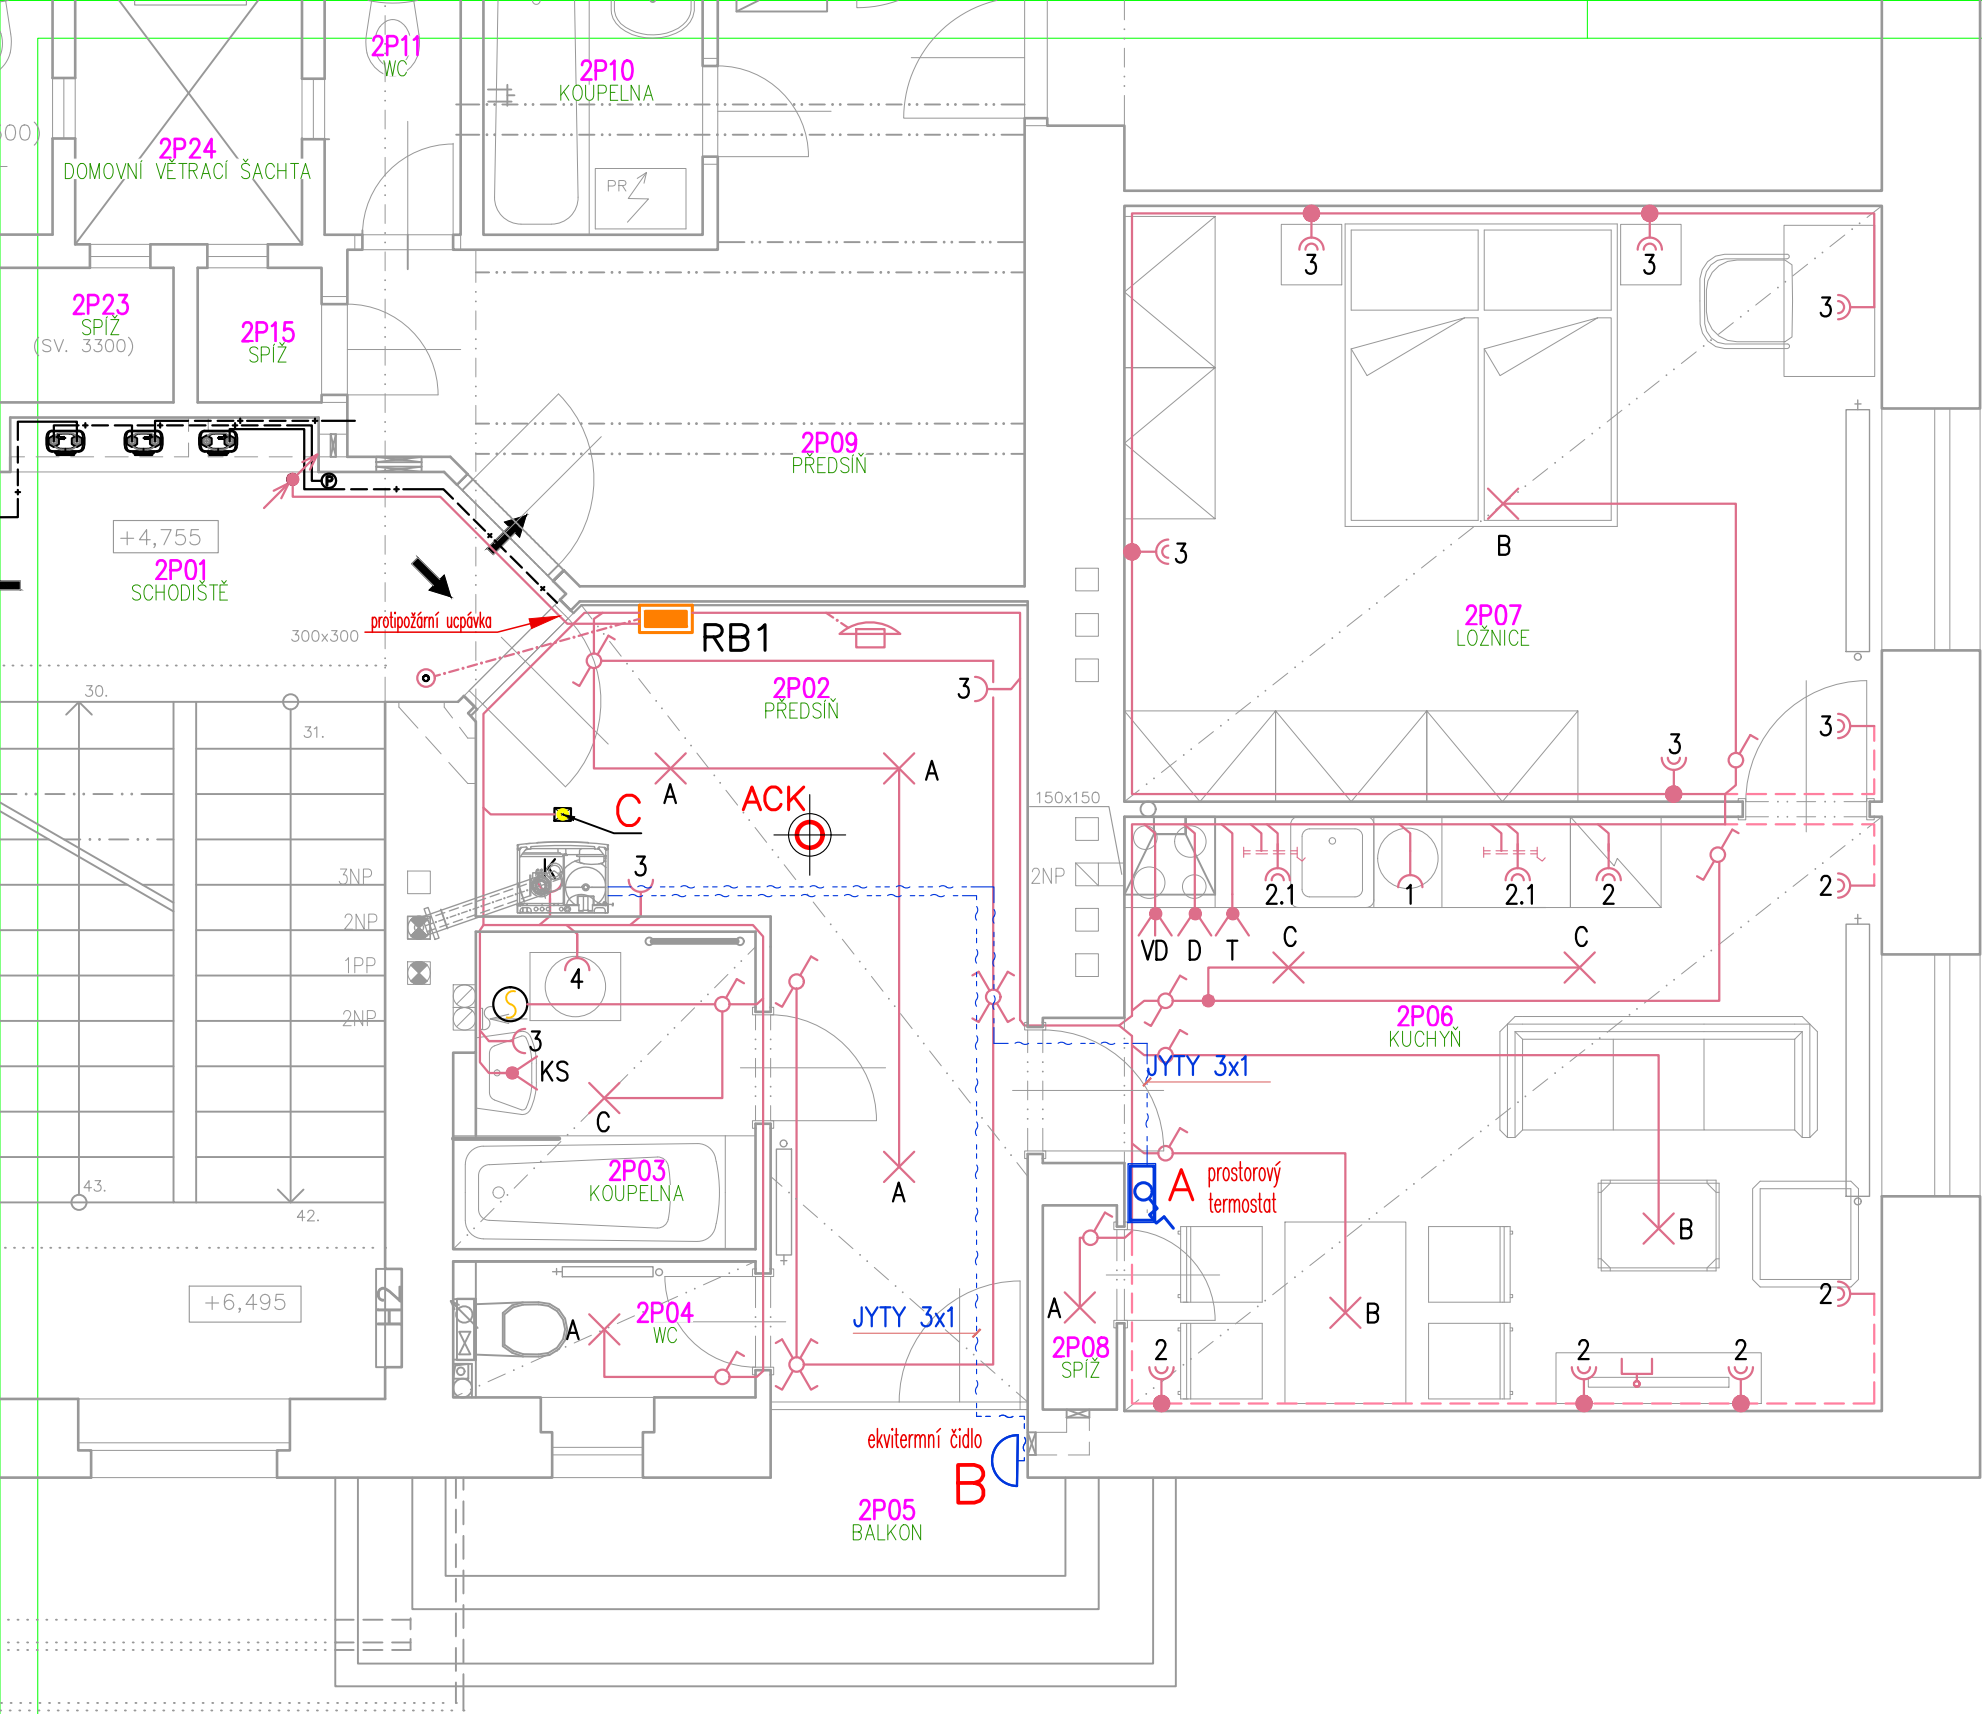 2P11
WC
2P10
KOUPELNA
2P24
DOMOVNÍ VĚTRACÍ ŠACHTA
PR
2P23
SPÍŽ
(SV. 3300)
2P15
SPÍŽ
3
3
3
2P09
PŘEDSÍŇ
P
+4,755
2P01
SCHODIŠTĚ
B
3
protipožární ucpávka
300x300
RB1
2P07
LOŽNICE
30.
31.
2P02
PŘEDSÍŇ
3
3
3
A
A
C
ACK
150x150
K
3
3NP
2NP
2NP
1PP
2NP
2.1
1
2.1
2
2
VD
D
T
C
C
4
S
3
KS
C
2P06
KUCHYŇ
JYTY 3x1
2P03
KOUPELNA
A
A
prostorový
termostat
B
43.
42.
+6,495
H2
2P04
WC
A
JYTY 3x1
A
B
2
2P08
SPÍŽ
2
2
2
ekvitermní čidlo
B
2P05
BALKON